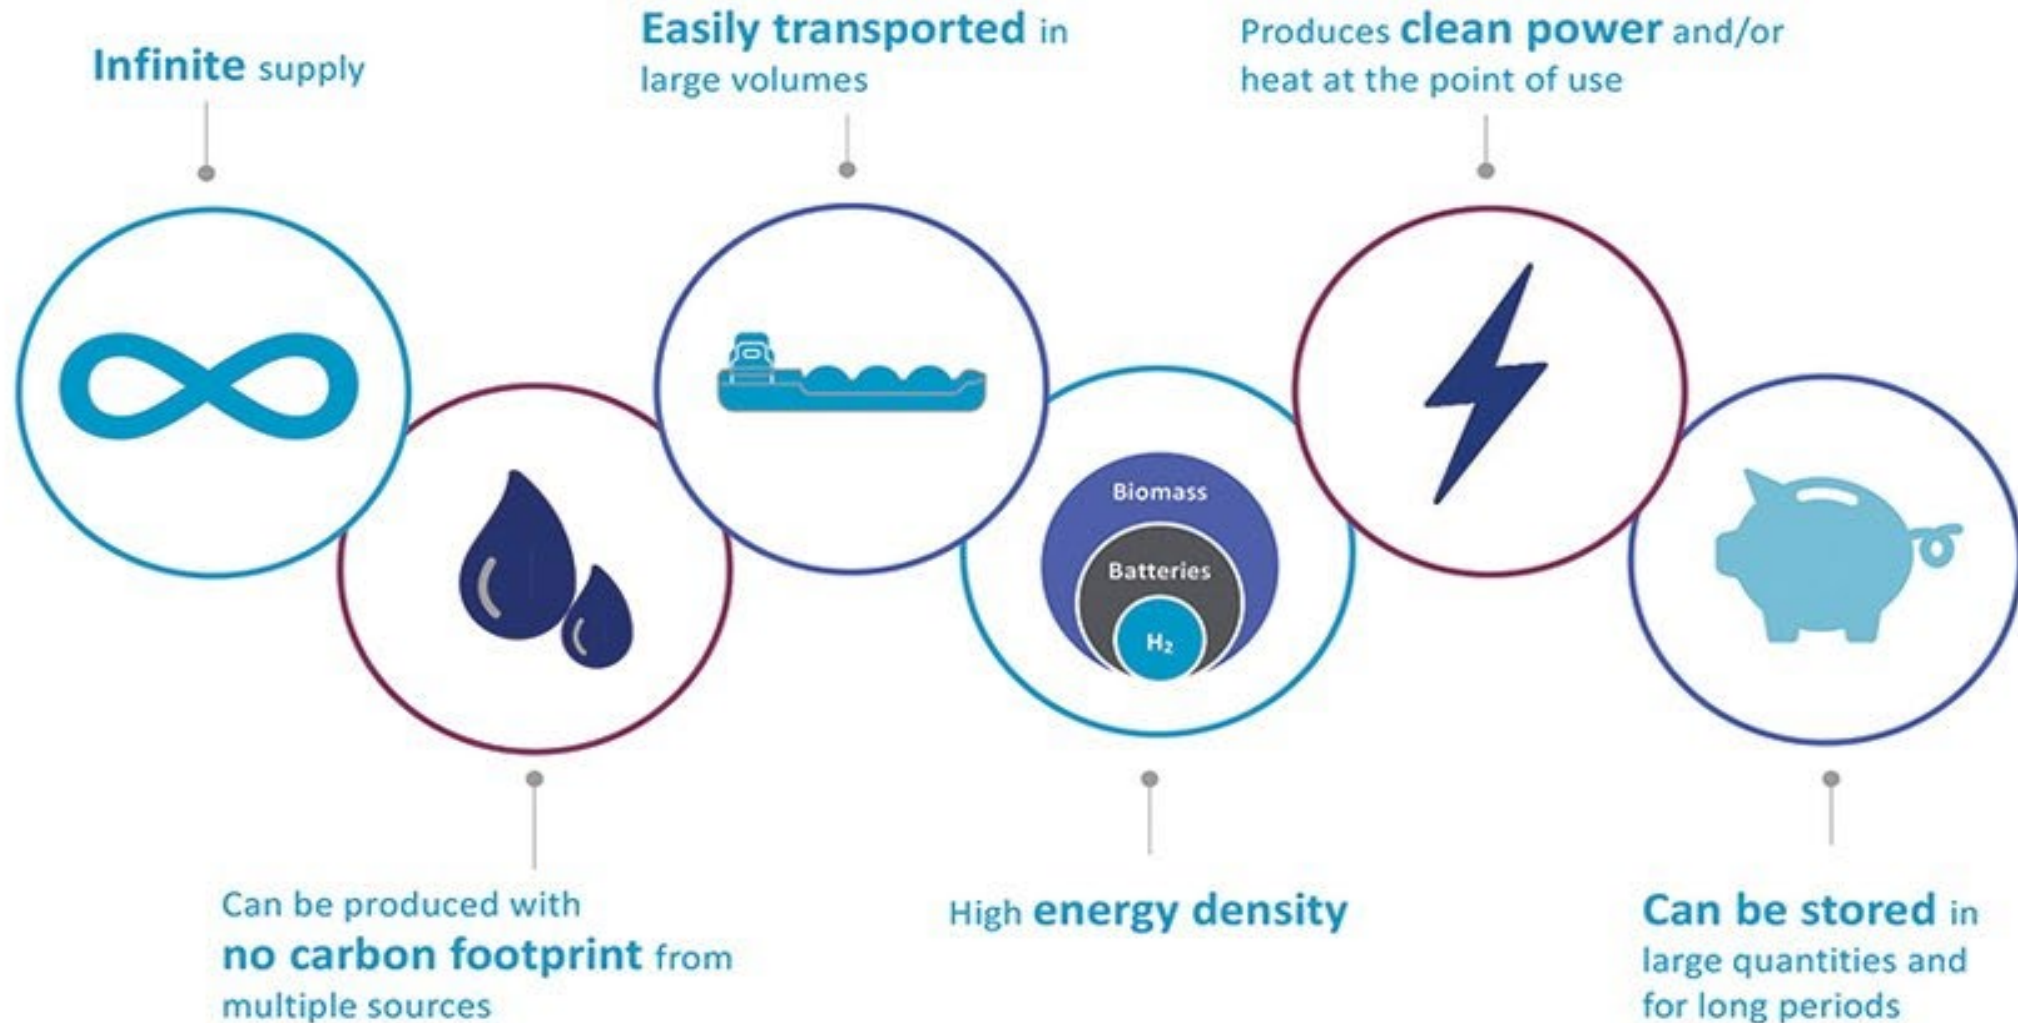 Infinite supply
Can be produced with
no carbon footprint from
multiple sources
Easily transported in
large volumes
Biomass
Batteries
H₂
High energy density
Produces clean power and/or
heat at the point of use
Can be stored in
large quantities and
for long periods